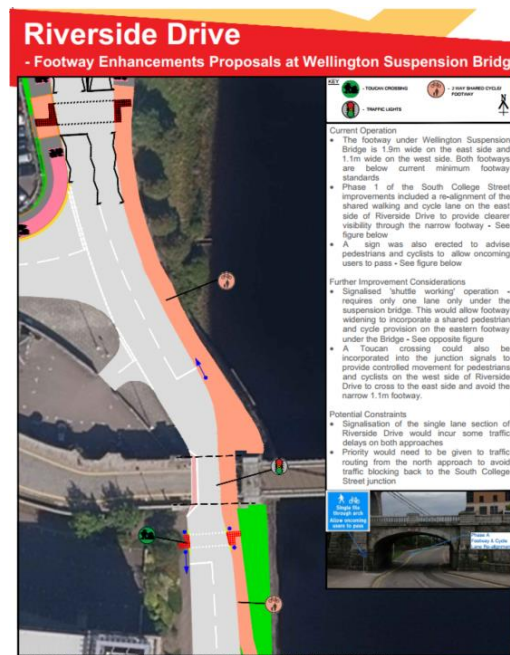 Riverside Drive
- Footway Enhancements Proposals at Wellington Suspension Bridg
KEY
- TOUCAN CROSSING
- 2 WAY SHARED CYCLE/
FOOTWAY
- TRAFFIC LIGHTS
N
Current Operation
• The footway under Wellington Suspension
Bridge is 1.9m wide on the east side and
1.1m wide on the west side. Both footways
are below current minimum footway
standards
• Phase 1 of the South College Street
improvements included a re-alignment of the
shared walking and cycle lane on the east
side of Riverside Drive to provide clearer
visibility through the narrow footway - See
figure below
• A sign was also erected to advise
pedestrians and cyclists to allow oncoming
users to pass - See figure below
Further Improvement Considerations
• Signalised 'shuttle working' operation -
requires only one lane only under the
suspension bridge. This would allow footway
widening to incorporate a shared pedestrian
and cycle provision on the eastern footway
under the Bridge - See opposite figure
• A Toucan crossing could also be
incorporated into the junction signals to
provide controlled movement for pedestrians
and cyclists on the west side of Riverside
Drive to cross to the east side and avoid the
narrow 1.1m footway.
Potential Constraints
• Signalisation of the single lane section of
Riverside Drive would incur some traffic
delays on both approaches
• Priority would need to be given to traffic
routing from the north approach to avoid
traffic blocking back to the South College
Street junction
Single file
through arch
Allow oncoming
users to pass
Footway & Cycle
Lane Re-alignment